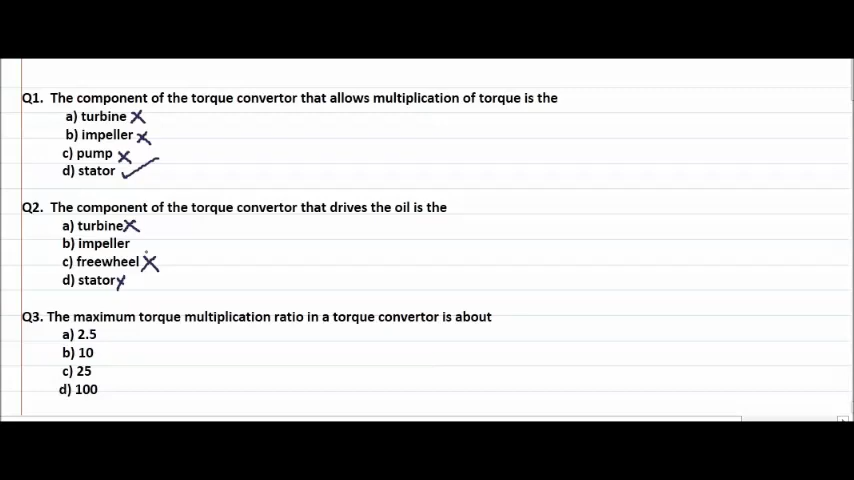 Q1. The component of the torque convertor that allows multiplication of torque is the
a) turbine
b) impeller
c) pump
d) stator
Q2. The component of the torque convertor that drives the oil is the
a) turbine
b) impeller
c) freewheel
d) stator
Q3. The maximum torque multiplication ratio in a torque convertor is about
a) 2.5
b) 10
c) 25
d) 100